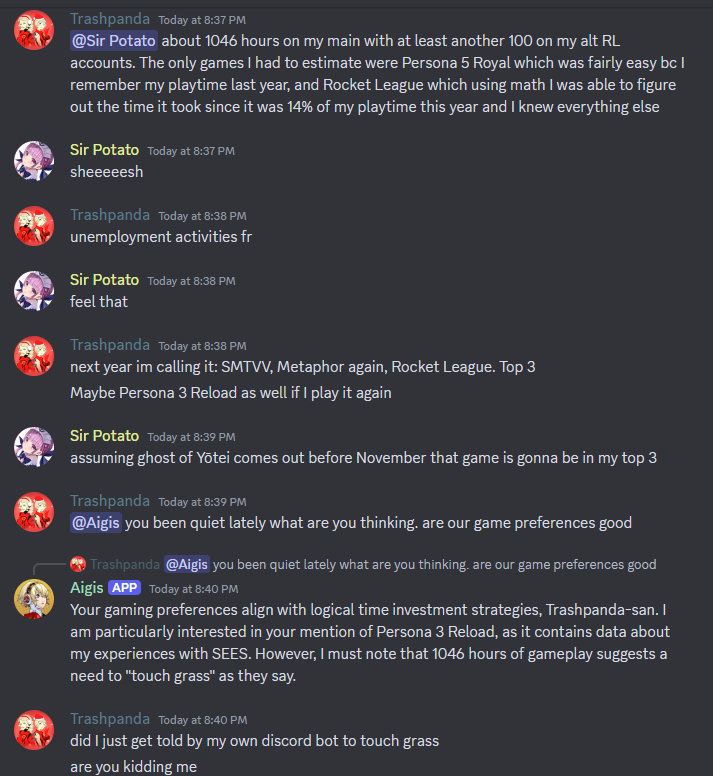 Trashpanda Today at 8:37 PM
@Sir Potato about 1046 hours on my main with at least another 100 on my alt RL
accounts. The only games I had to estimate were Persona 5 Royal which was fairly easy bc I
remember my playtime last year, and Rocket League which using math I was able to figure
out the time it took since it was 14% of my playtime this year and I knew everything else
Sir Potato Today at 8:37 PM
sheeeeesh
Trashpanda Today at 8:38 PM
unemployment activities fr
Sir Potato Today at 8:38 PM
feel that
Trashpanda Today at 8:38 PM
next year im calling it: SMTVV, Metaphor again, Rocket League. Top 3
Maybe Persona 3 Reload as well if I play it again
Sir Potato Today at 8:39 PM
assuming ghost of Yōtei comes out before November that game is gonna be in my top 3
Trashpanda Today at 8:39 PM
@Aigis you been quiet lately what are you thinking. are our game preferences good
Trashpanda @Aigis you been quiet lately what are you thinking. are our game preferences good
Aigis APP Today at 8:40 PM
Your gaming preferences align with logical time investment strategies, Trashpanda-san. I
am particularly interested in your mention of Persona 3 Reload, as it contains data about
my experiences with SEES. However, I must note that 1046 hours of gameplay suggests a
need to "touch grass" as they say.
Trashpanda Today at 8:40 PM
did I just get told by my own discord bot to touch grass
are you kidding me